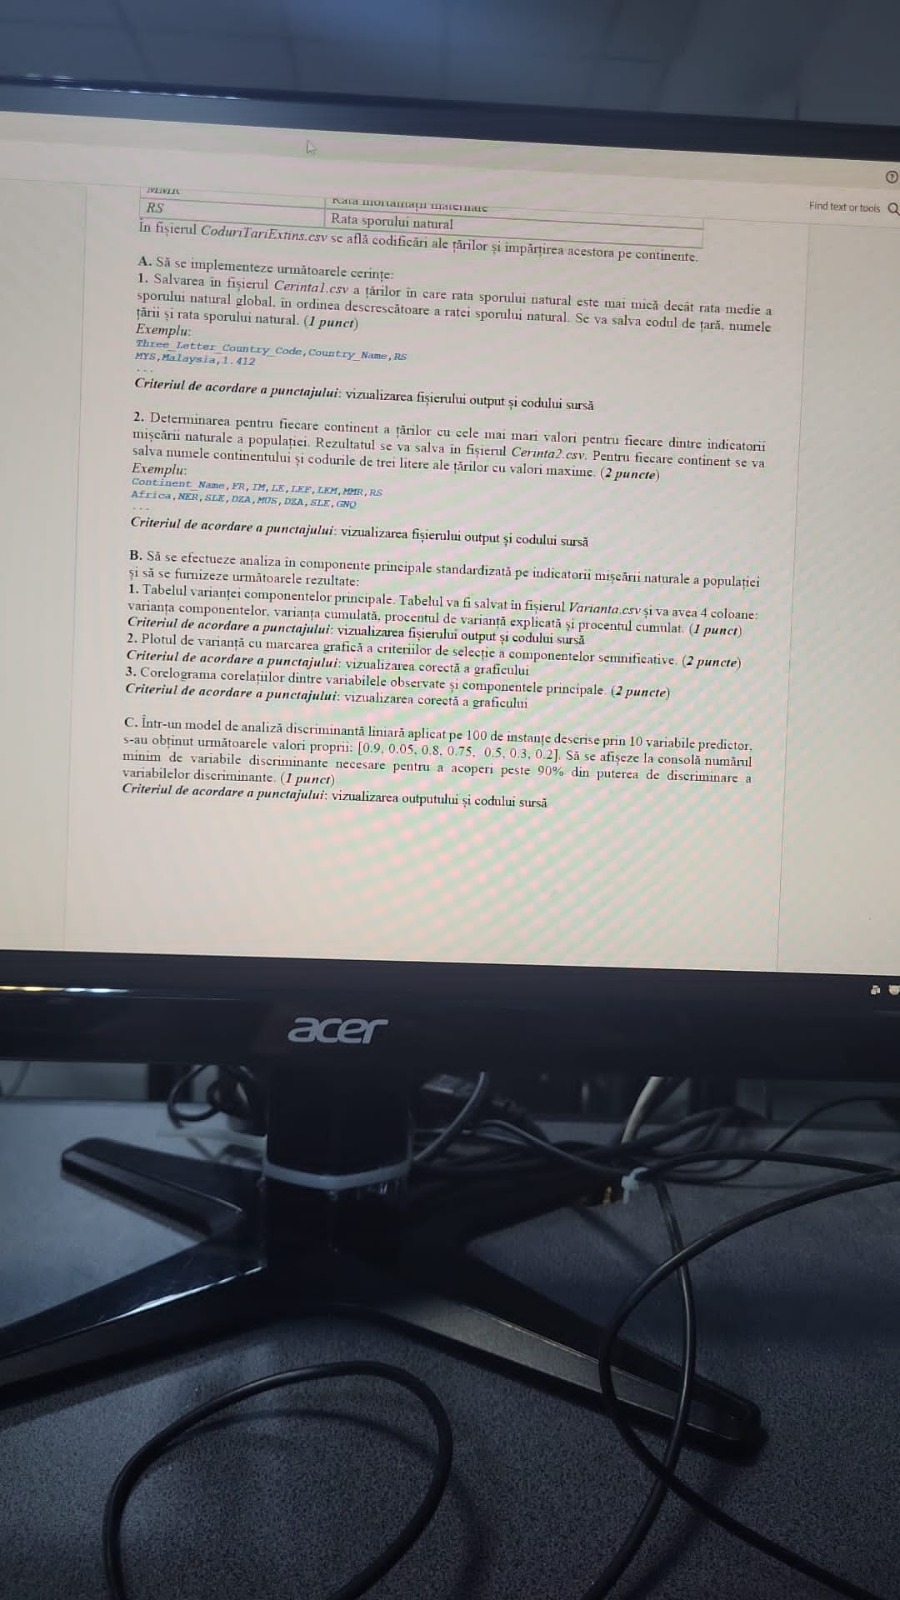 Find text or tools
MMR Rata mortalității maternale
RS Rata sporului natural
În fișierul CoduriTariExtins.csv se află codificări ale țărilor și împărțirea acestora pe continente.
A. Să se implementeze următoarele cerințe:
1. Salvarea în fișierul Cerinta1.csv a țărilor în care rata sporului natural este mai mică decât rata medie a
sporului natural global, în ordinea descrescătoare a ratei sporului natural. Se va salva codul de țară, numele
țării și rata sporului natural. (1 punct)
Exemplu:
Three_Letter_Country_Code,Country_Name,RS
MYS,Malaysia,1.412
...
Criteriul de acordare a punctajului: vizualizarea fișierului output și codului sursă
2. Determinarea pentru fiecare continent a țărilor cu cele mai mari valori pentru fiecare dintre indicatorii
mișcării naturale a populației. Rezultatul se va salva în fișierul Cerinta2.csv. Pentru fiecare continent se va
salva numele continentului și codurile de trei litere ale țărilor cu valori maxime. (2 puncte)
Exemplu:
Continent_Name,FR,IM,LE,LEF,LEM,MMR,RS
Africa,NER,SLE,DZA,MUS,DZA,SLE,GNQ
...
Criteriul de acordare a punctajului: vizualizarea fișierului output și codului sursă
B. Să se efectueze analiza în componente principale standardizată pe indicatorii mișcării naturale a populației
și să se furnizeze următoarele rezultate:
1. Tabelul varianței componentelor principale. Tabelul va fi salvat în fișierul Varianta.csv și va avea 4 coloane:
varianța componentelor, varianța cumulată, procentul de varianță explicată și procentul cumulat. (1 punct)
Criteriul de acordare a punctajului: vizualizarea fișierului output și codului sursă
2. Plotul de varianță cu marcarea grafică a criteriilor de selecție a componentelor semnificative. (2 puncte)
Criteriul de acordare a punctajului: vizualizarea corectă a graficului
3. Corelograma corelațiilor dintre variabilele observate și componentele principale. (2 puncte)
Criteriul de acordare a punctajului: vizualizarea corectă a graficului
C. Într-un model de analiză discriminantă liniară aplicat pe 100 de instanțe descrise prin 10 variabile predictor,
s-au obținut următoarele valori proprii: [0.9, 0.05, 0.8, 0.75, 0.5, 0.3, 0.2]. Să se afișeze la consolă numărul
minim de variabile discriminante necesare pentru a acoperi peste 90% din puterea de discriminare a
variabilelor discriminante. (1 punct)
Criteriul de acordare a punctajului: vizualizarea outputului și codului sursă
acer